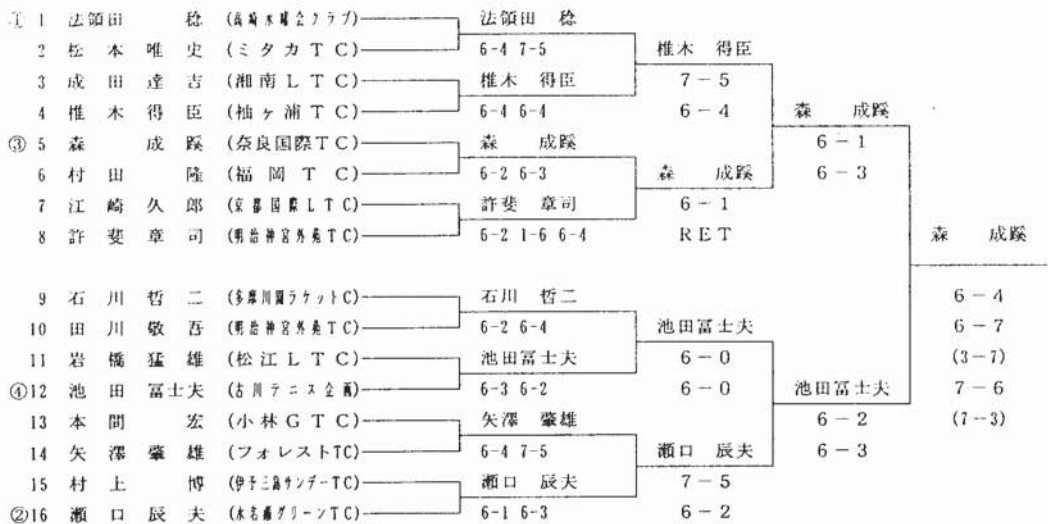 ① 1 法領田 稔 (高崎水曜会クラブ) 法領田 稔
2 松本唯史 (ミタカTC) 6-4 7-5 椎木 得臣
3 成田達吉 (湘南LTC) 椎木 得臣 7-5
4 椎木得臣 (袖ヶ浦TC) 6-4 6-4 6-4 森 成蹊
③ 5 森 成蹊 (奈良国際TC) 森 成蹊 6-1
6 村田 隆 (福岡TC) 6-2 6-3 森 成蹊 6-3
7 江崎久郎 (京都国際LTC) 許斐 章司 6-1
8 許斐章司 (明治神宮外苑TC) 6-2 1-6 6-4 RET 森 成蹊
9 石川哲二 (多摩川園ラケットC) 石川 哲二 6-4
10 田川敬吾 (明治神宮外苑TC) 6-2 6-4 池田冨士夫 6-7
11 岩橋猛雄 (松江LTC) 池田冨士夫 6-0 (3-7)
④12 池田冨士夫 (古川テニス企画) 6-3 6-2 6-0 池田冨士夫 7-6
13 本間 宏 (小林GTC) 矢澤 肇雄 6-2 (7-3)
14 矢澤肇雄 (フォレストTC) 6-4 7-5 瀬口 辰夫 6-3
15 村上 博 (伊予三島サンデーTC) 瀬口 辰夫 7-5
②16 瀬口辰夫 (グリーンTC) 6-1 6-3 6-2